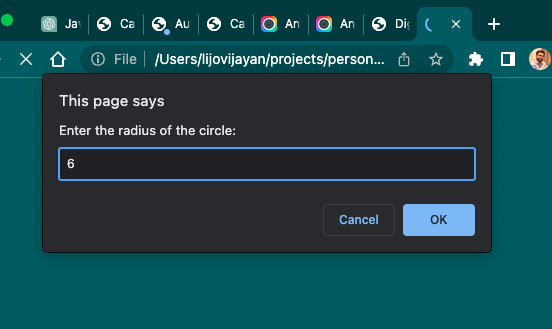 Ja
Ca
Au
Ca
An
An
Dig
File
/Users/lijovijayan/projects/person...
This page says
Enter the radius of the circle:
6
Cancel
OK